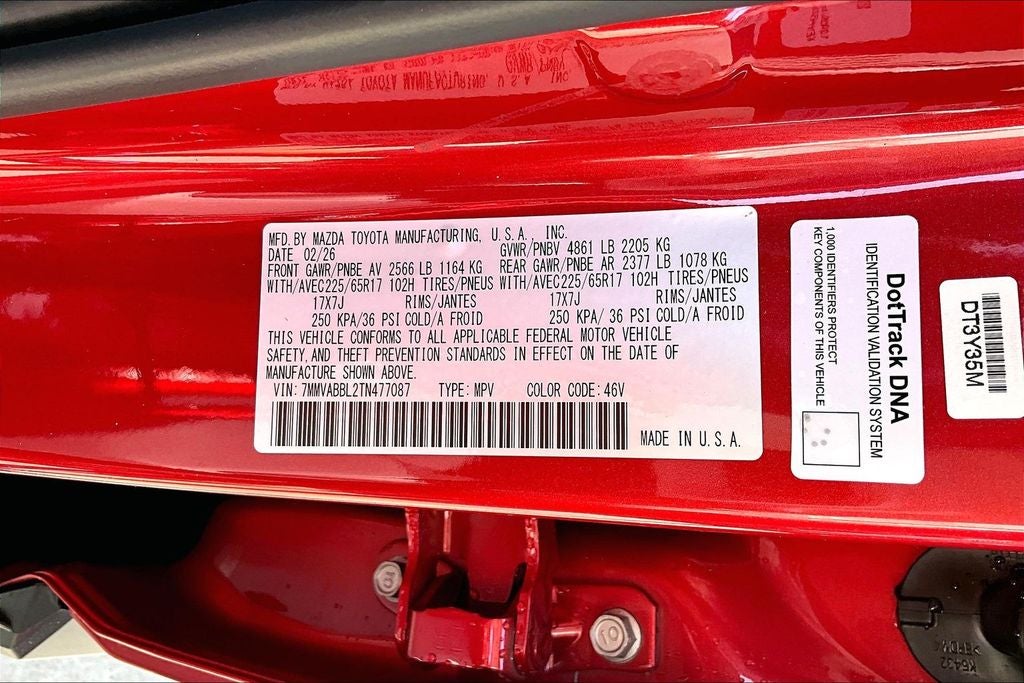 MFD. BY MAZDA TOYOTA MANUFACTURING, U.S.A., INC.
DATE 02/26 GVWR/PNBV 4861 LB 2205 KG
FRONT GAWR/PNBE AV 2566 LB 1164 KG REAR GAWR/PNBE AR 2377 LB 1078 KG
WITH/AVEC225/65R17 102H TIRES/PNEUS WITH/AVEC225/65R17 102H TIRES/PNEUS
17X7J RIMS/JANTES 17X7J RIMS/JANTES
250 KPA/36 PSI COLD/A FROID 250 KPA/36 PSI COLD/A FROID
THIS VEHICLE CONFORMS TO ALL APPLICABLE FEDERAL MOTOR VEHICLE
SAFETY, AND THEFT PREVENTION STANDARDS IN EFFECT ON THE DATE OF
MANUFACTURE SHOWN ABOVE.
VIN: 7MMVABBL2TN477087 TYPE: MPV COLOR CODE: 46V
MADE IN U.S.A.
DotTrack DNA
IDENTIFICATION VALIDATION SYSTEM
1,000 IDENTIFIERS PROTECT
KEY COMPONENTS OF THIS VEHICLE
DT3Y35M
10
K5432